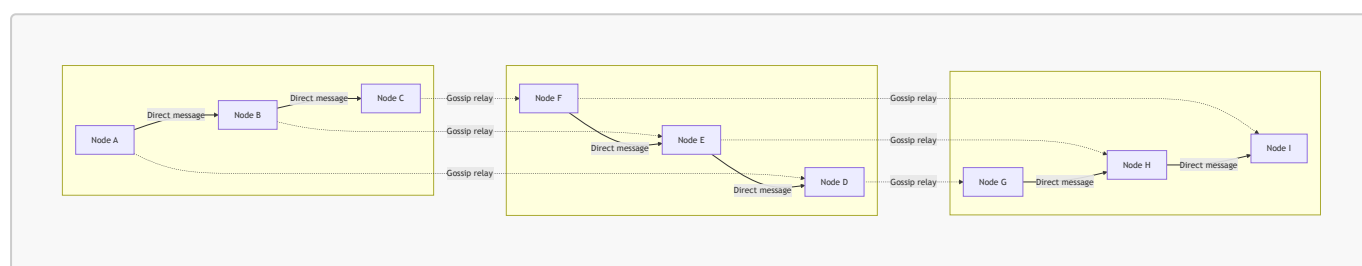 Node A
Direct message
Node B
Direct message
Node C
Gossip relay
Gossip relay
Gossip relay
Node F
Direct message
Node E
Direct message
Node D
Gossip relay
Gossip relay
Gossip relay
Node G
Direct message
Node H
Direct message
Node I